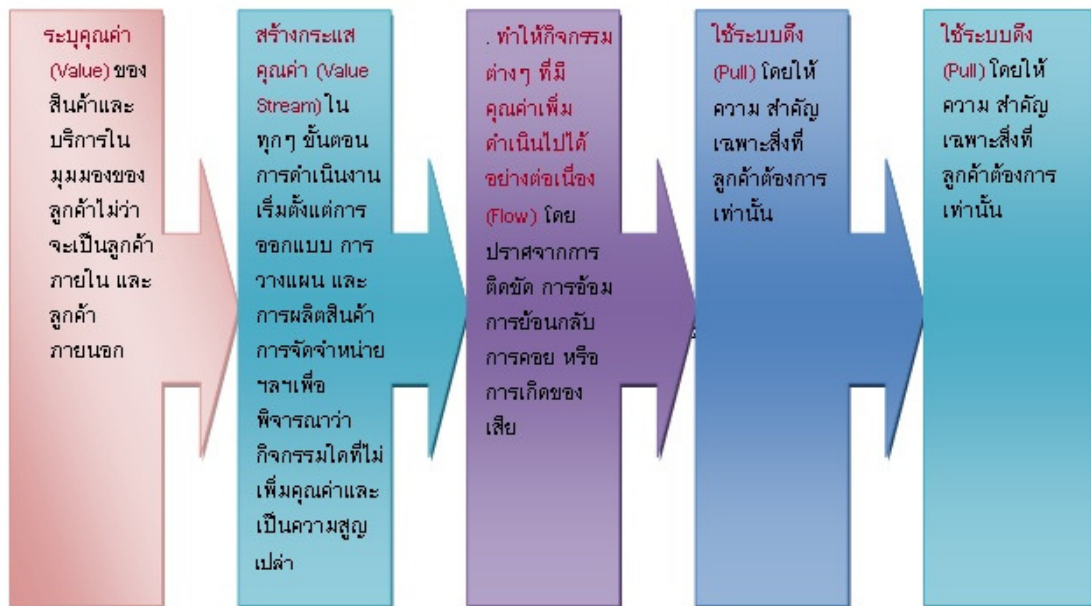 ระบุคุณค่า
(Value) ของ
สินค้าและ
บริการใน
มุมมองของ
ลูกค้าไม่ว่า
จะเป็นลูกค้า
ภายใน และ
ลูกค้า
ภายนอก
สร้างกระแส
คุณค่า (Value
Stream) ใน
ทุกๆ ขั้นตอน
การดำเนินงาน
เริ่มตั้งแต่การ
ออกแบบ การ
วางแผน และ
การผลิตสินค้า
การจัดจำหน่าย
ฯลฯเพื่อ
พิจารณาว่า
กิจกรรมใดที่ไม่
เพิ่มคุณค่าและ
เป็นความสูญ
เปล่า
. ทำให้กิจกรรม
ต่างๆ ที่มี
คุณค่าเพิ่ม
ดำเนินไปได้
อย่างต่อเนื่อง
(Flow) โดย
ปราศจากการ
ติดขัด การอ้อม
การย้อนกลับ
การคอย หรือ
การเกิดของ
เสีย
ใช้ระบบดึง
(Pull) โดยให้
ความ สำคัญ
เฉพาะสิ่งที่
ลูกค้าต้องการ
เท่านั้น
ใช้ระบบดึง
(Pull) โดยให้
ความ สำคัญ
เฉพาะสิ่งที่
ลูกค้าต้องการ
เท่านั้น